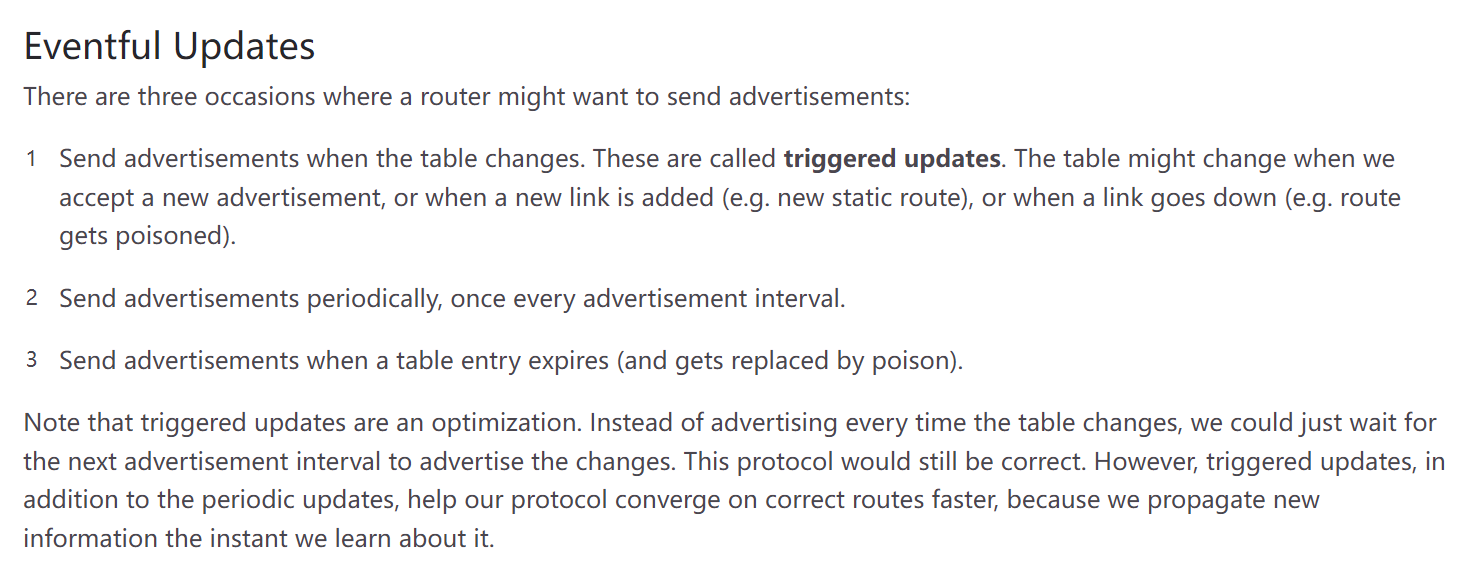 Eventful Updates
There are three occasions where a router might want to send advertisements:
1 Send advertisements when the table changes. These are called triggered updates. The table might change when we
accept a new advertisement, or when a new link is added (e.g. new static route), or when a link goes down (e.g. route
gets poisoned).
2 Send advertisements periodically, once every advertisement interval.
3 Send advertisements when a table entry expires (and gets replaced by poison).
Note that triggered updates are an optimization. Instead of advertising every time the table changes, we could just wait for
the next advertisement interval to advertise the changes. This protocol would still be correct. However, triggered updates, in
addition to the periodic updates, help our protocol converge on correct routes faster, because we propagate new
information the instant we learn about it.